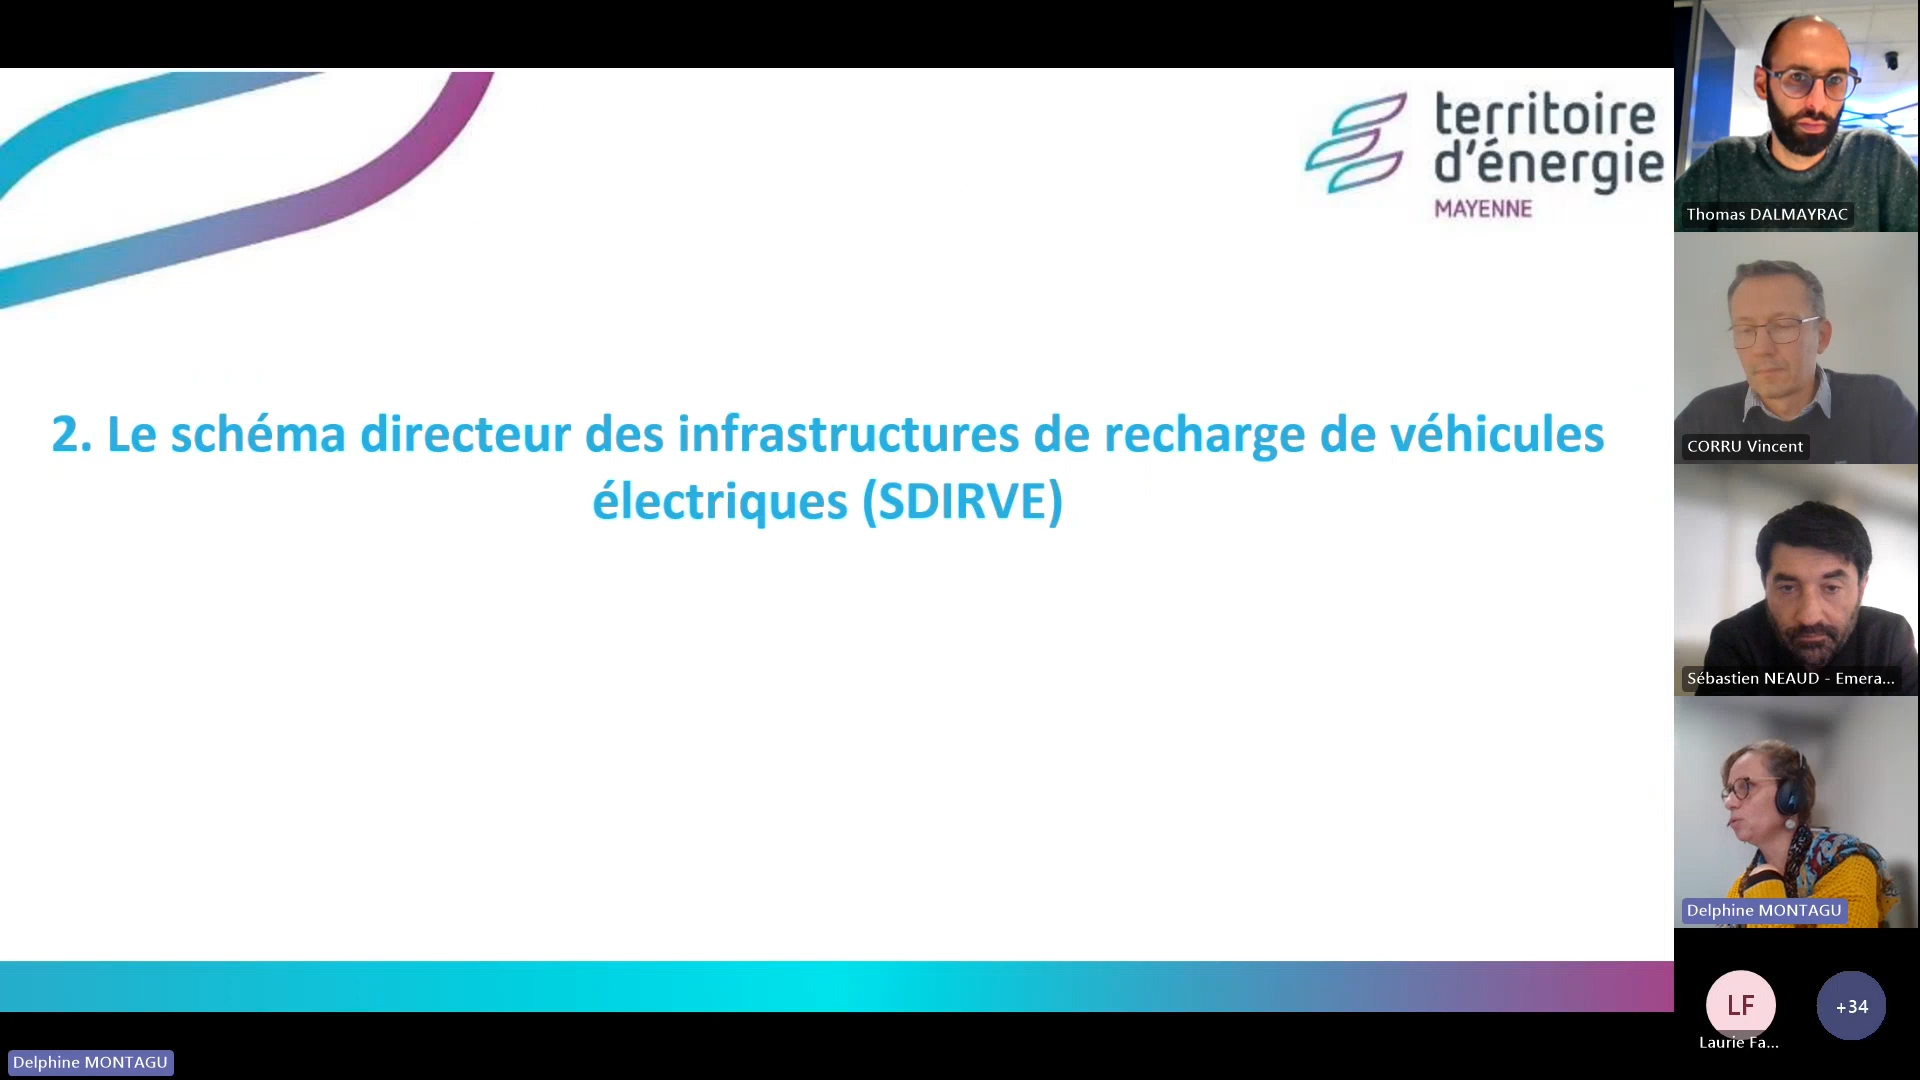 territoire
d'énergie
MAYENNE
2. Le schéma directeur des infrastructures de recharge de véhicules
électriques (SDIRVE)
Thomas DALMAYRAC
CORRU Vincent
Sébastien NEAUD - Emera...
Delphine MONTAGU
LF
+34
Laurie Fa...
Delphine MONTAGU